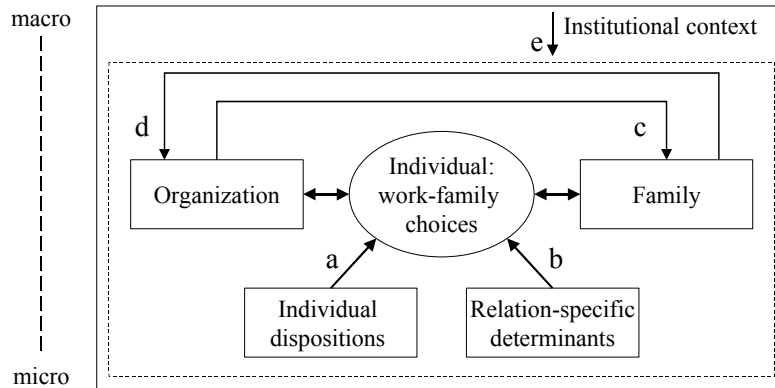 macro
e
Institutional context
d
c
Organization
Individual:
work-family
choices
Family
a
b
Individual
dispositions
Relation-specific
determinants
micro